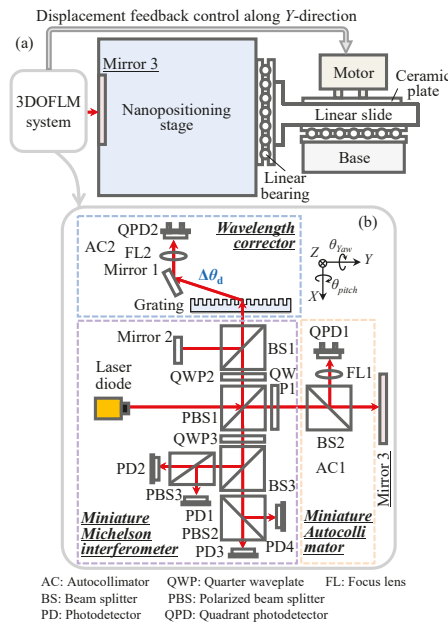 Displacement feedback control along Y-direction
(a)
Mirror 3
Motor
Ceramic
plate
3DOFLM
system
Nanopositioning
stage
Linear slide
Base
Linear
bearing
(b)
QPD2
Wavelength
corrector
AC2
FL2
Mirror 1
Δθd
Grating
Z
θYaw
Y
X
θpitch
QPD1
Mirror 2
BS1
FL1
Laser
diode
QWP2
QW
P1
PBS1
BS2
QWP3
AC1
Mirror 3
PD2
PBS3
BS3
PD1
PBS2
PD4
PD3
Miniature
Michelson
interferometer
Miniature
Autocolli
mator
AC: Autocollimator QWP: Quarter waveplate FL: Focus lens
BS: Beam splitter PBS: Polarized beam splitter
PD: Photodetector QPD: Quadrant photodetector